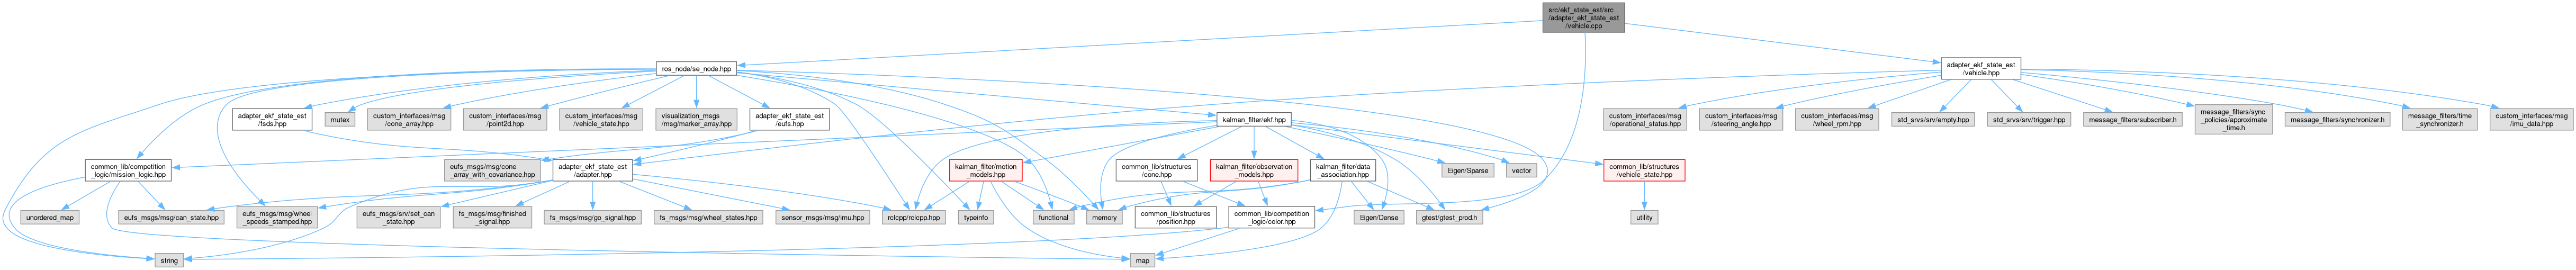 src/ekf_state_est/src
/adapter_ekf_state_est
/vehicle.cpp
ros_node/se_node.hpp
adapter_ekf_state_est
/vehicle.hpp
adapter_ekf_state_est
/fsds.hpp
mutex
custom_interfaces/msg
/cone_array.hpp
custom_interfaces/msg
/point2d.hpp
custom_interfaces/msg
/vehicle_state.hpp
visualization_msgs
/msg/marker_array.hpp
adapter_ekf_state_est
/eufs.hpp
kalman_filter/ekf.hpp
custom_interfaces/msg
/operational_status.hpp
custom_interfaces/msg
/steering_angle.hpp
custom_interfaces/msg
/wheel_rpm.hpp
std_srvs/srv/empty.hpp
std_srvs/srv/trigger.hpp
message_filters/subscriber.h
message_filters/sync
_policies/approximate
_time.h
message_filters/synchronizer.h
message_filters/time
_synchronizer.h
custom_interfaces/msg
/imu_data.hpp
common_lib/competition
_logic/mission_logic.hpp
eufs_msgs/msg/cone
_array_with_covariance.hpp
adapter_ekf_state_est
/adapter.hpp
kalman_filter/motion
_models.hpp
common_lib/structures
/cone.hpp
kalman_filter/observation
_models.hpp
kalman_filter/data
_association.hpp
Eigen/Sparse
vector
common_lib/structures
/vehicle_state.hpp
unordered_map
eufs_msgs/msg/can_state.hpp
eufs_msgs/msg/wheel
_speeds_stamped.hpp
eufs_msgs/srv/set_can
_state.hpp
fs_msgs/msg/finished
_signal.hpp
fs_msgs/msg/go_signal.hpp
fs_msgs/msg/wheel_states.hpp
sensor_msgs/msg/imu.hpp
rclcpp/rclcpp.hpp
typeinfo
functional
memory
common_lib/structures
/position.hpp
common_lib/competition
_logic/color.hpp
Eigen/Dense
gtest/gtest_prod.h
utility
string
map